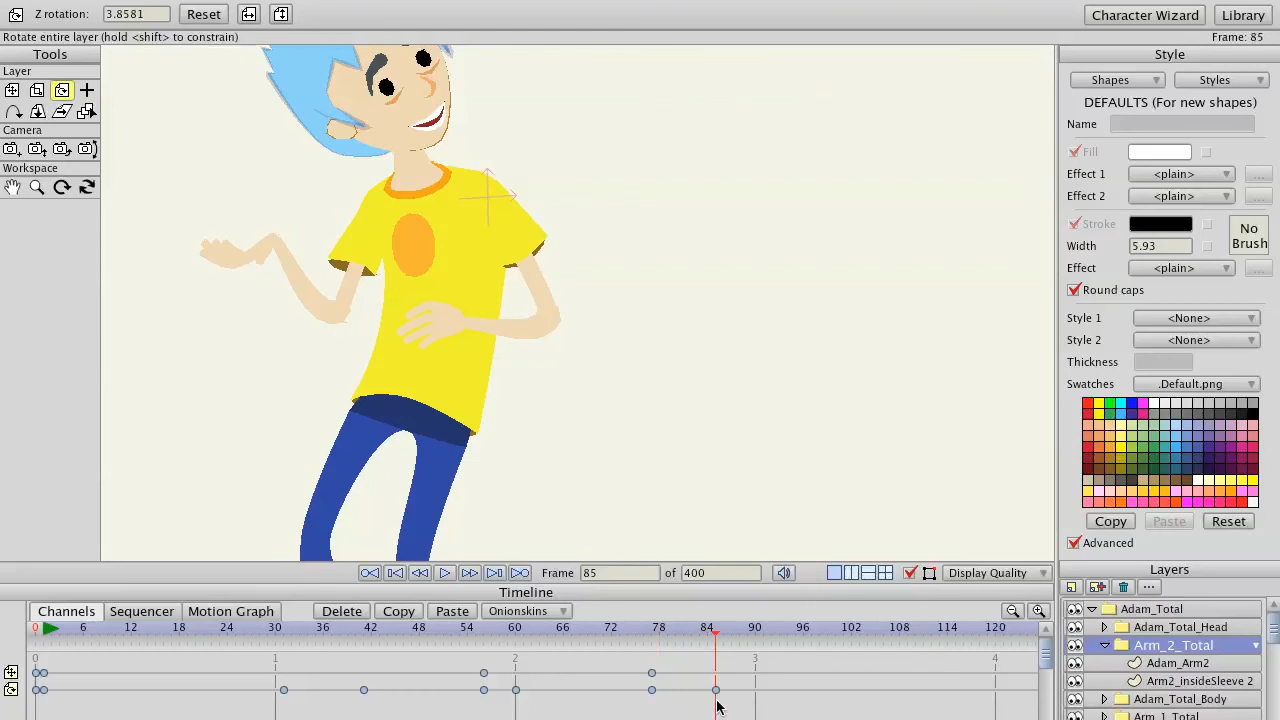 Z rotation: 3.8581 Reset Character Wizard Library
Rotate entire layer (hold <shift> to constrain) Frame: 85
Tools
Layer
Camera
Workspace
Style
Shapes Styles
DEFAULTS (For new shapes)
Name
Fill
Effect 1 <plain> ...
Effect 2 <plain> ...
Stroke
No Brush
Width 5.93
Effect <plain> ...
Round caps
Style 1 <None>
Style 2 <None>
Thickness
Swatches .Default.png
Copy Paste Reset
Advanced
Frame 85 of 400 Display Quality
Timeline
Channels Sequencer Motion Graph Delete Copy Paste Onionskins
0 6 12 18 24 30 36 42 48 54 60 66 72 78 84 96 102 108 114 120
0 1 2 3 4
Layers
...
Adam_Total
Adam_Total_Head
Arm_2_Total
Adam_Arm2
Arm2_insideSleeve 2
Adam_Total_Body
Arm_1_Total